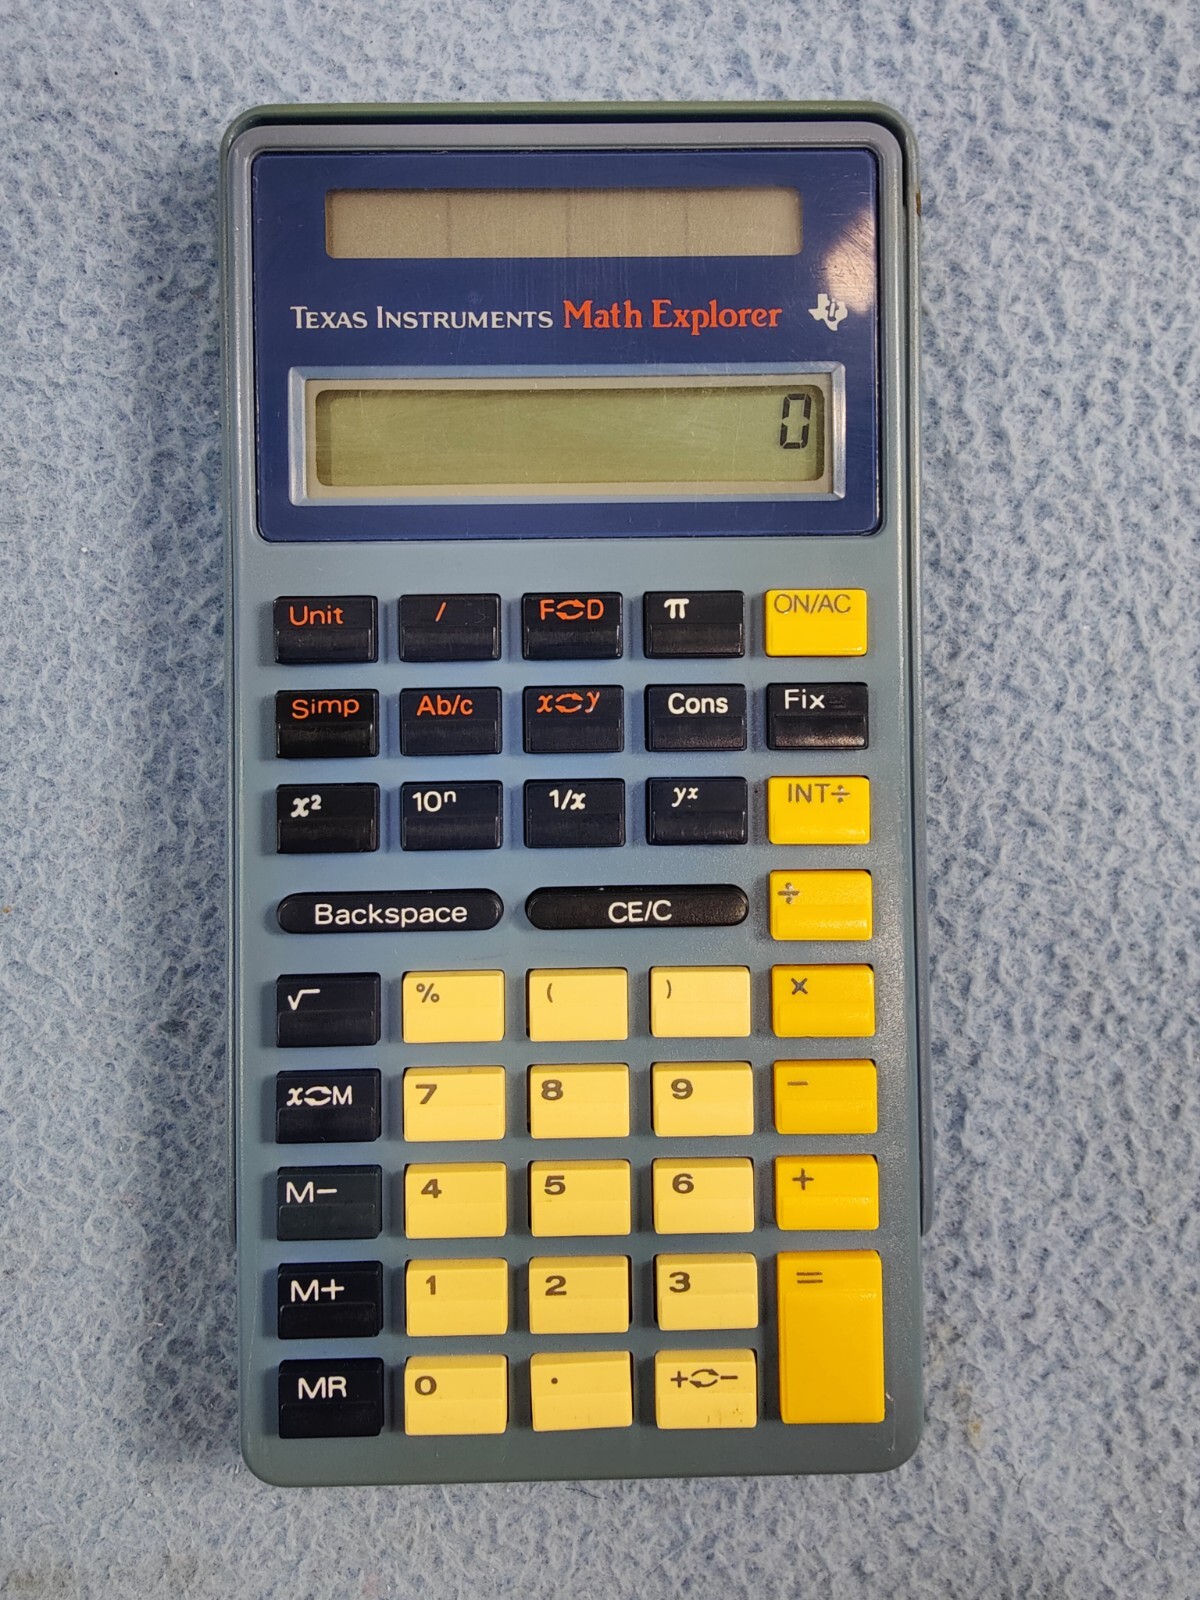 TEXAS INSTRUMENTS Math Explorer
0
Unit / F⇄D π ON/AC
Simp Ab/c x⇄y Cons Fix
x² 10ⁿ 1/x yˣ INT÷
Backspace CE/C ÷
√ % ( ) ×
x⇄M 7 8 9 −
M− 4 5 6 +
M+ 1 2 3 =
MR 0 . +⇄−